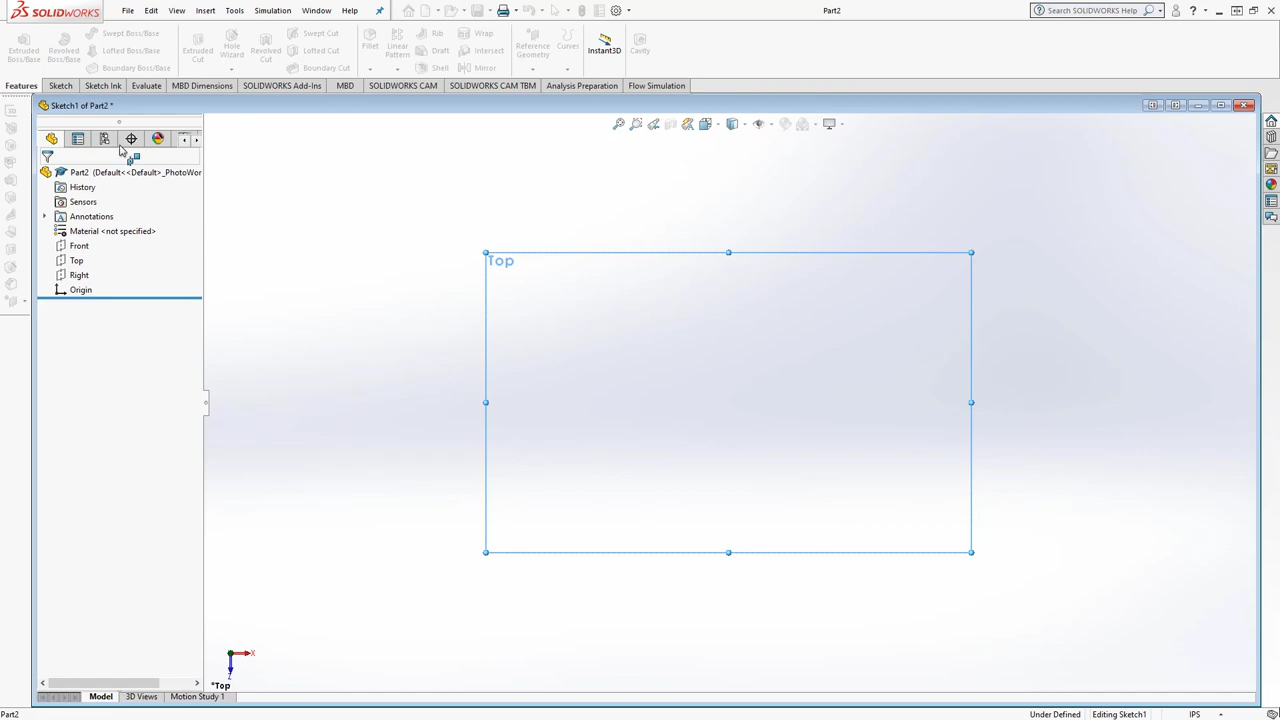 SOLIDWORKS File Edit View Insert Tools Simulation Window Help Part2 Search SOLIDWORKS Help
Extruded Boss/Base
Revolved Boss/Base
Swept Boss/Base
Lofted Boss/Base
Boundary Boss/Base
Extruded Cut
Hole Wizard
Revolved Cut
Swept Cut
Lofted Cut
Boundary Cut
Fillet
Linear Pattern
Rib
Draft
Shell
Wrap
Intersect
Mirror
Reference Geometry
Curves
Instant3D
Cavity
Features Sketch Sketch Ink Evaluate MBD Dimensions SOLIDWORKS Add-Ins MBD SOLIDWORKS CAM SOLIDWORKS CAM TBM Analysis Preparation Flow Simulation
Sketch1 of Part2 *
Part2 (Default<<Default>_PhotoWor
History
Sensors
Annotations
Material <not specified>
Front
Top
Right
Origin
Top
X
Z
*Top
Model 3D Views Motion Study 1
Part2 Under Defined Editing Sketch1 IPS